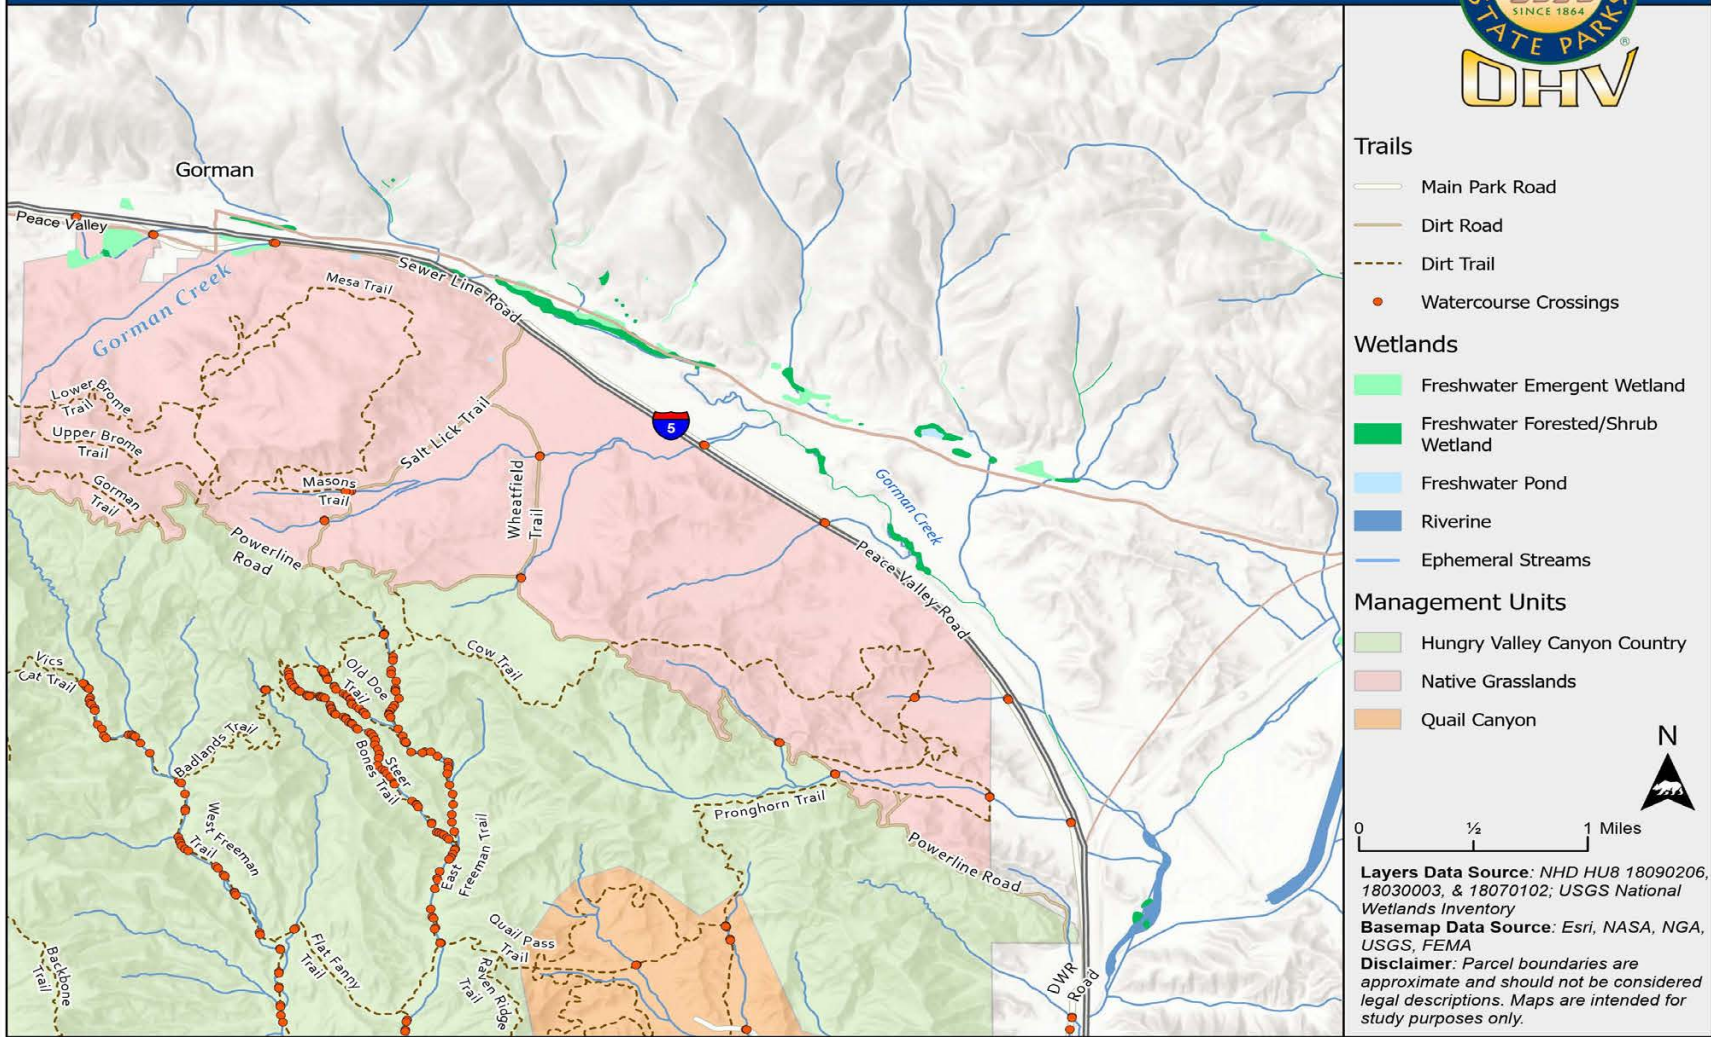 SINCE 1864
STATE PARKS
®
OHV
Gorman
Peace Valley
Sewer Line Road
Mesa Trail
Gorman Creek
Lower Brome
Trail
Upper Brome
Trail
Salt Lick Trail
5
Gorman
Trail
Masons
Trail
Wheatfield
Trail
Gorman Creek
Powerline
Road
Peace Valley Road
Vics
Cat Trail
Old Doe
Trail
Cow Trail
Badlands Trail
Steer
Bones Trail
Pronghorn Trail
West Freeman
Trail
East
Freeman Trail
Powerline Road
Quail Pass
Trail
Flat Fanny
Trail
Backbone
Trail
Raven Ridge
Trail
DWR
Road
Trails
Main Park Road
Dirt Road
Dirt Trail
Watercourse Crossings
Wetlands
Freshwater Emergent Wetland
Freshwater Forested/Shrub
Wetland
Freshwater Pond
Riverine
Ephemeral Streams
Management Units
Hungry Valley Canyon Country
Native Grasslands
Quail Canyon
N
0 ½ 1 Miles
Layers Data Source: NHD HU8 18090206,
18030003, & 18070102; USGS National
Wetlands Inventory
Basemap Data Source: Esri, NASA, NGA,
USGS, FEMA
Disclaimer: Parcel boundaries are
approximate and should not be considered
legal descriptions. Maps are intended for
study purposes only.